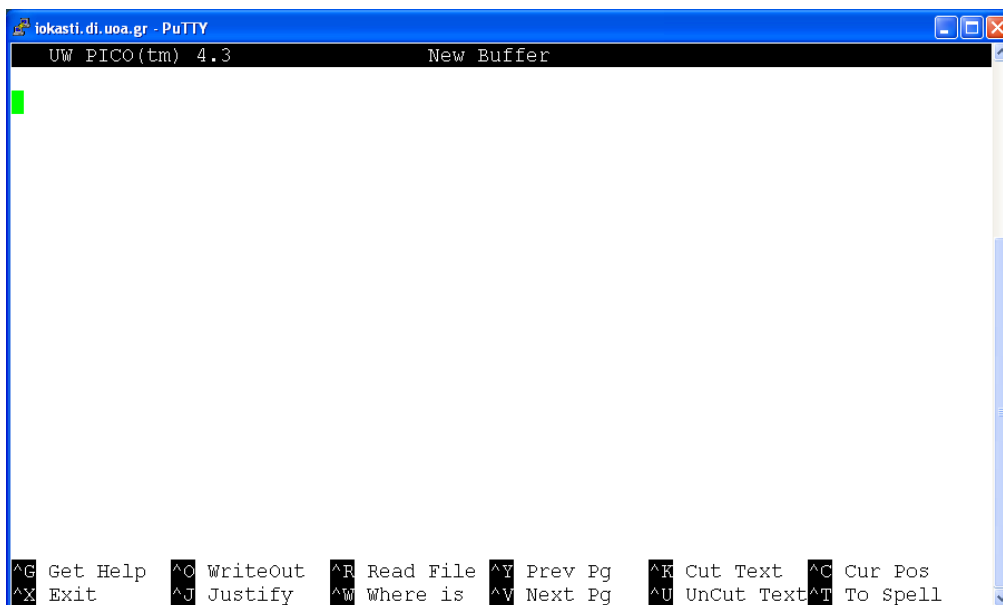 iokasti.di.uoa.gr - PuTTY
UW PICO(tm) 4.3 New Buffer
^G Get Help ^O WriteOut ^R Read File ^Y Prev Pg ^K Cut Text ^C Cur Pos
^X Exit ^J Justify ^W Where is ^V Next Pg ^U UnCut Text ^T To Spell